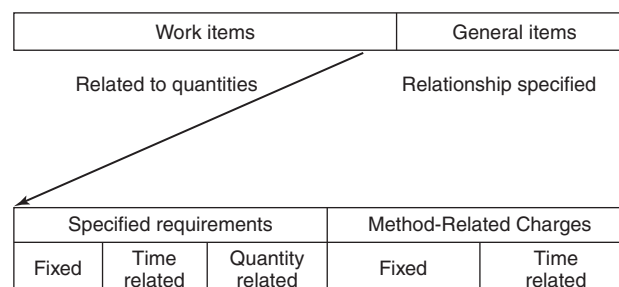 Work items General items
Related to quantities Relationship specified
Specified requirements Method-Related Charges
Fixed Time related Quantity related Fixed Time related